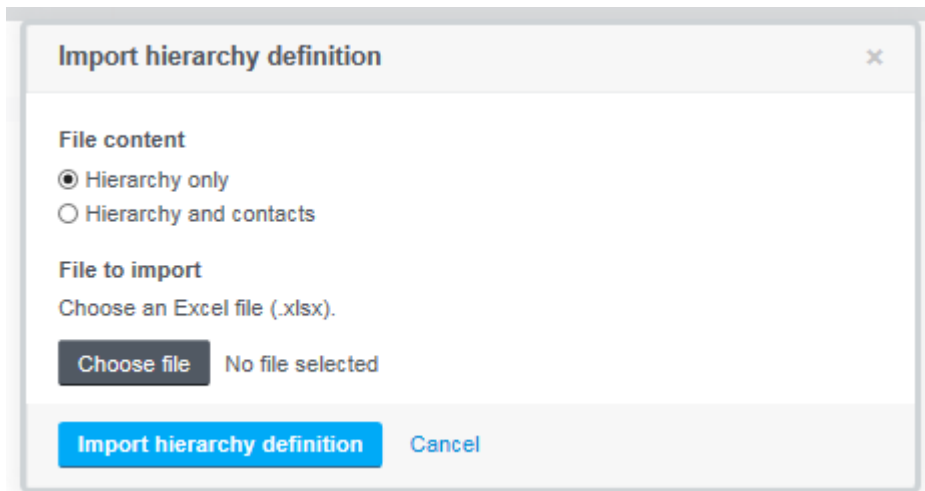 Import hierarchy definition ×
File content
Hierarchy only
Hierarchy and contacts
File to import
Choose an Excel file (.xlsx).
Choose file No file selected
Import hierarchy definition Cancel